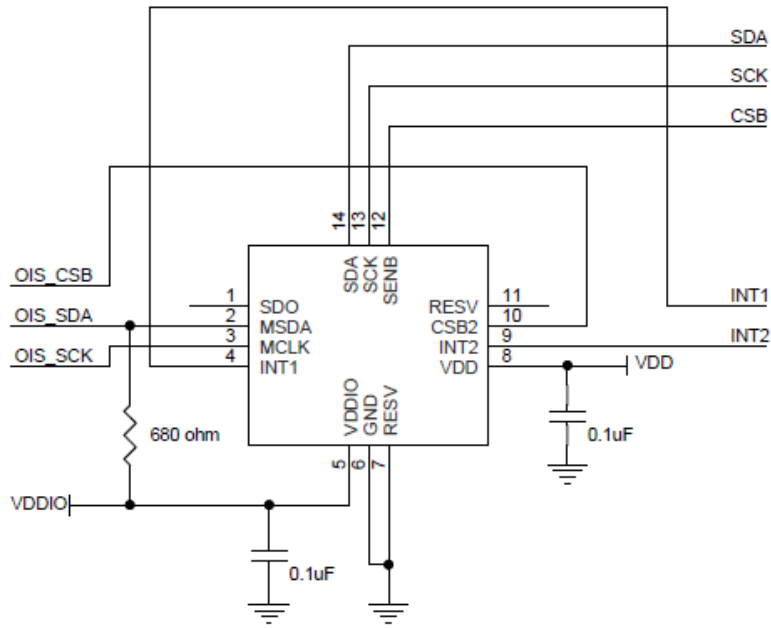 SDA
SCK
CSB
14
13
12
SDA
SCK
SENB
OIS_CSB
OIS_SDA
OIS_SCK
1
2
3
4
SDO
MSDA
MCLK
INT1
RESV
CSB2
INT2
VDD
11
10
9
8
INT1
INT2
VDD
VDDIO
GND
RESV
5
6
7
680 ohm
0.1uF
VDDIO
0.1uF